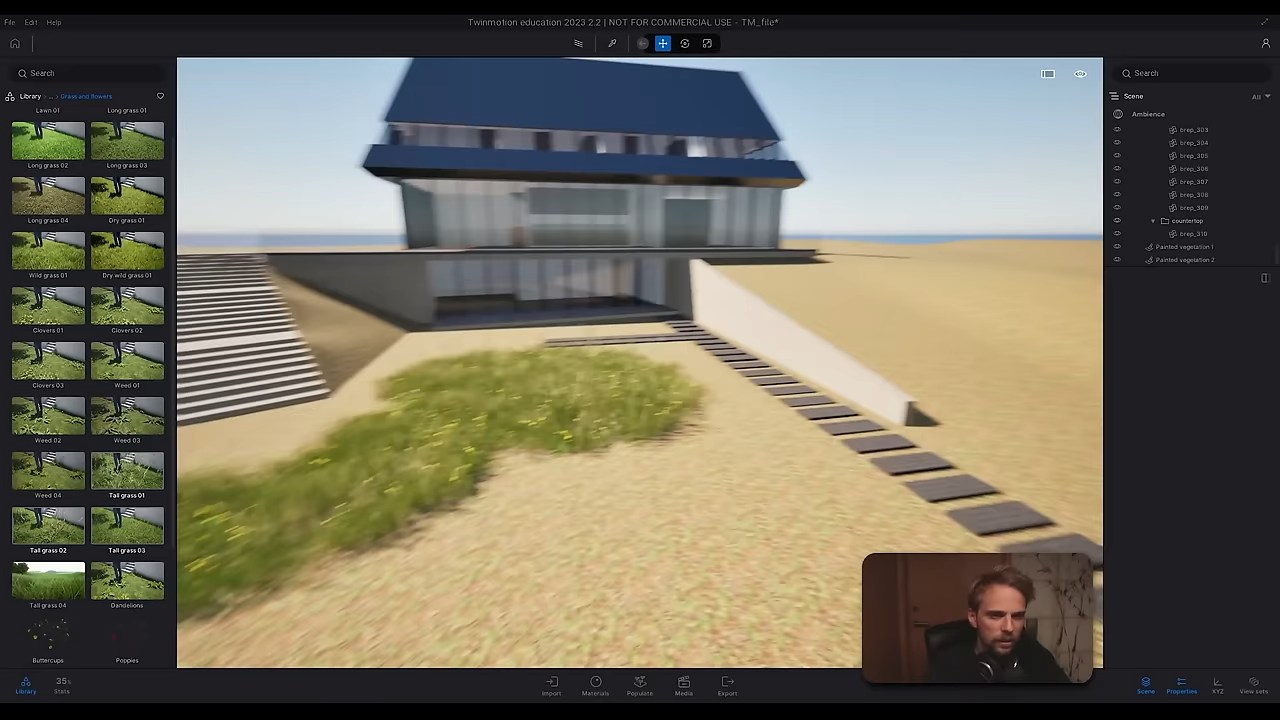 File Edit Help
Twinmotion education 2023 2.2 | NOT FOR COMMERCIAL USE - TM_file*
Search
Library > ... > Grass and flowers
Lawn 01
Long grass 01
Long grass 02
Long grass 03
Long grass 04
Dry grass 01
Wild grass 01
Dry wild grass 01
Clovers 01
Clovers 02
Clovers 03
Weed 01
Weed 02
Weed 03
Weed 04
Tall grass 01
Tall grass 02
Tall grass 03
Tall grass 04
Dandelions
Buttercups
Poppies
Library
35%
Stats
Import
Materials
Populate
Media
Export
Search
Scene
All
Ambience
brep_303
brep_304
brep_305
brep_306
brep_307
brep_308
brep_309
countertop
brep_310
Painted vegetation 1
Painted vegetation 2
Scene
Properties
XYZ
View sets